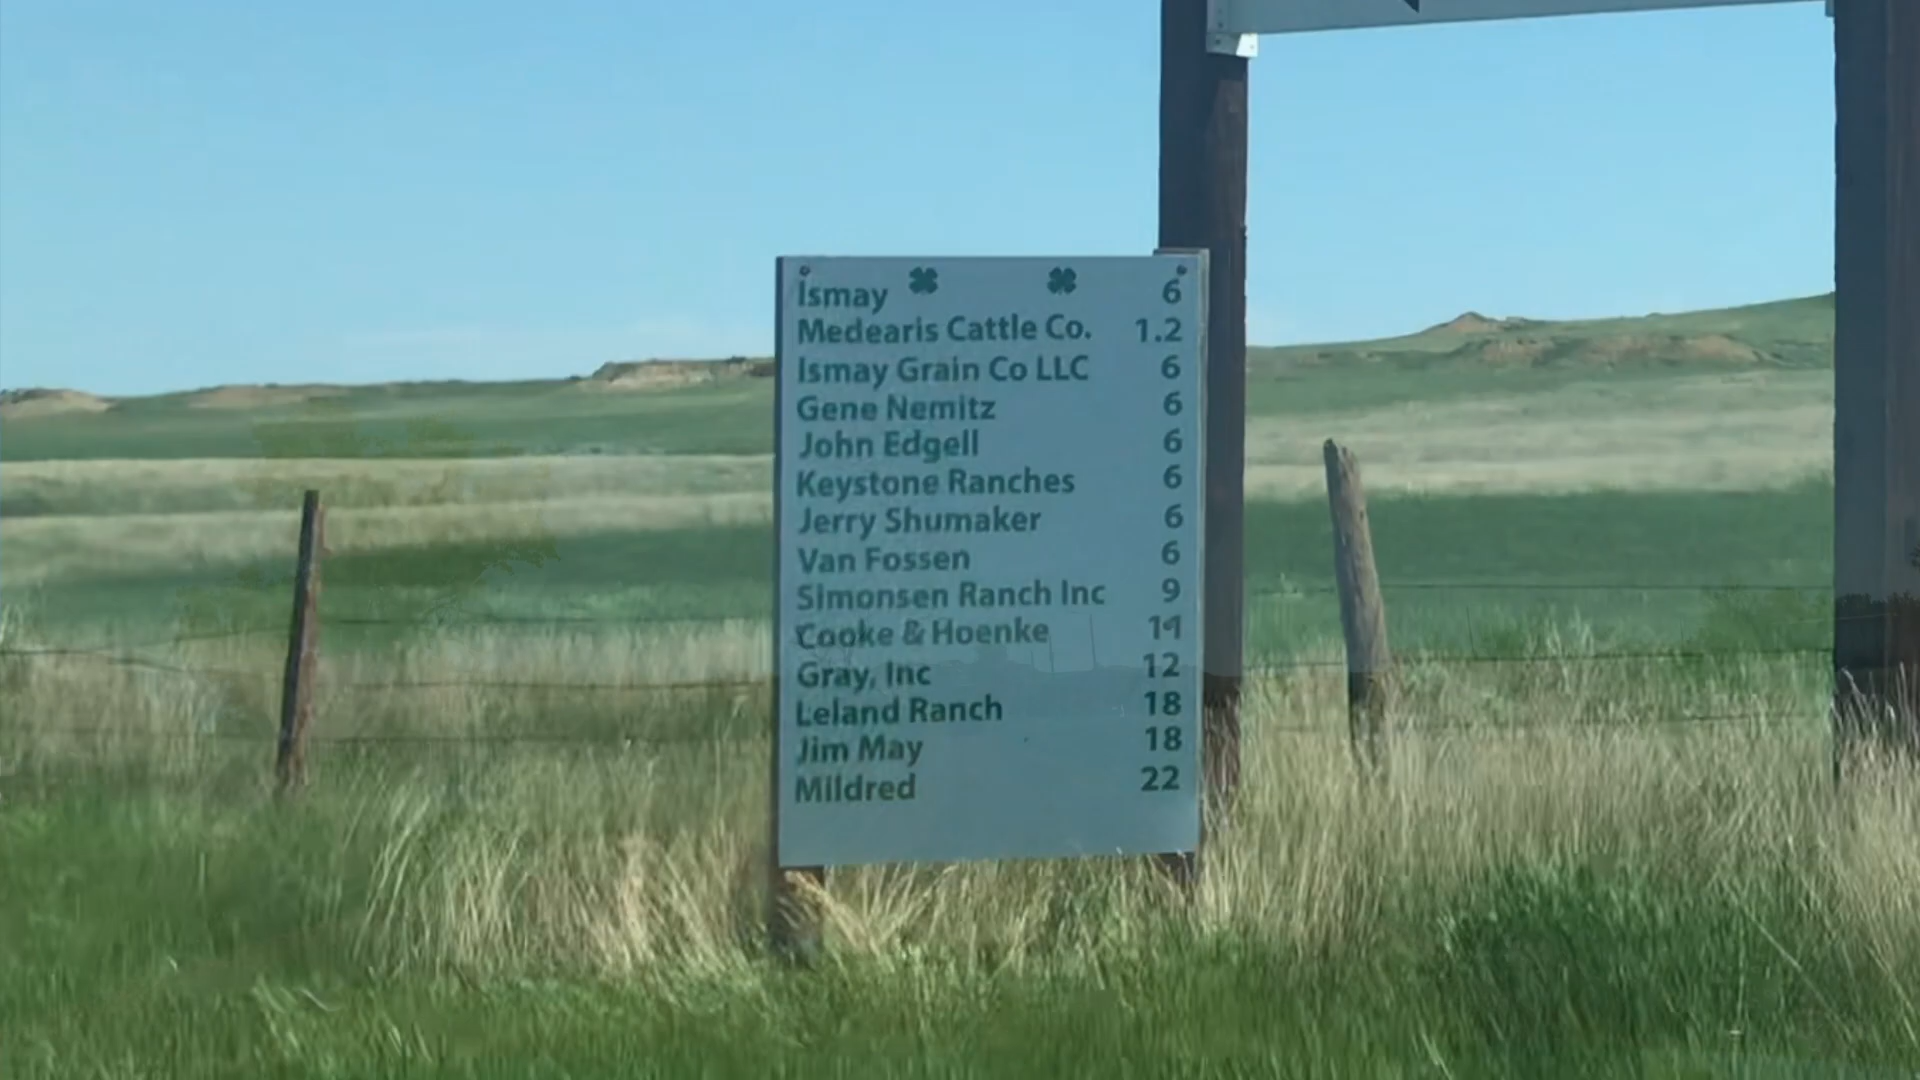 Ismay 6
Medearis Cattle Co. 1.2
Ismay Grain Co LLC 6
Gene Nemitz 6
John Edgell 6
Keystone Ranches 6
Jerry Shumaker 6
Van Fossen 6
Simonsen Ranch Inc 9
Cooke & Hoenke
Gray, Inc 12
Leland Ranch 18
Jim May 18
Mildred 22